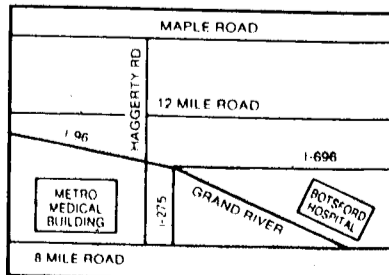 MAPLE ROAD
HAGGERTY RD
12 MILE ROAD
I-96
I-696
METRO
MEDICAL
BUILDING
I-275
GRAND RIVER
BOTSFORD
HOSPITAL
8 MILE ROAD